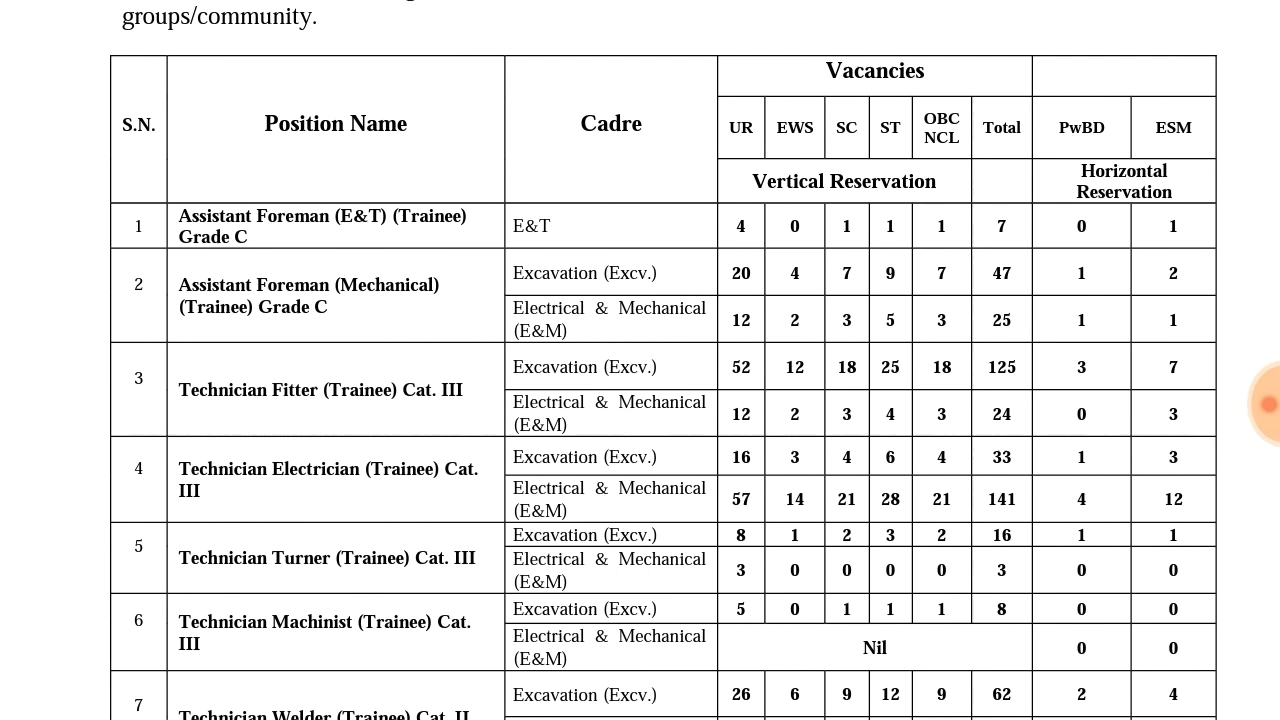 groups/community.
S.N. Position Name Cadre Vacancies
UR EWS SC ST OBC NCL Total PwBD ESM
Vertical Reservation Horizontal Reservation
1 Assistant Foreman (E&T) (Trainee) Grade C E&T 4 0 1 1 1 7 0 1
2 Assistant Foreman (Mechanical) (Trainee) Grade C Excavation (Excv.) 20 4 7 9 7 47 1 2
Electrical & Mechanical (E&M) 12 2 3 5 3 25 1 1
3 Technician Fitter (Trainee) Cat. III Excavation (Excv.) 52 12 18 25 18 125 3 7
Electrical & Mechanical (E&M) 12 2 3 4 3 24 0 3
4 Technician Electrician (Trainee) Cat. III Excavation (Excv.) 16 3 4 6 4 33 1 3
Electrical & Mechanical (E&M) 57 14 21 28 21 141 4 12
5 Technician Turner (Trainee) Cat. III Excavation (Excv.) 8 1 2 3 2 16 1 1
Electrical & Mechanical (E&M) 3 0 0 0 0 3 0 0
6 Technician Machinist (Trainee) Cat. III Excavation (Excv.) 5 0 1 1 1 8 0 0
Electrical & Mechanical (E&M) Nil 0 0
7 Technician Welder (Trainee) Cat. II Excavation (Excv.) 26 6 9 12 9 62 2 4